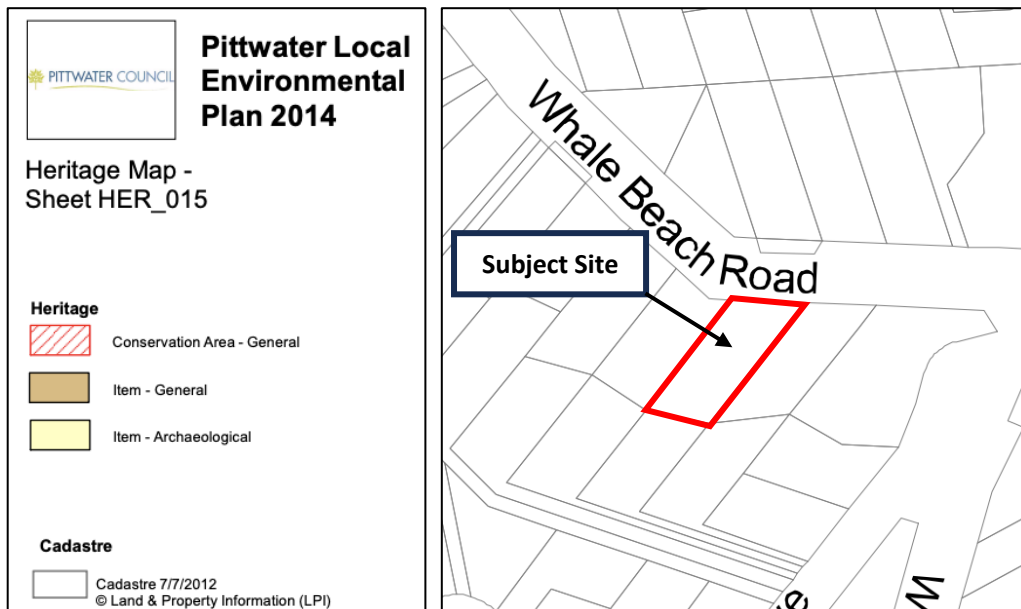 PITTWATER COUNCIL
Pittwater Local
Environmental
Plan 2014
Heritage Map -
Sheet HER_015
Heritage
Conservation Area - General
Item - General
Item - Archaeological
Cadastre
Cadastre 7/7/2012
© Land & Property Information (LPI)
Whale Beach Road
Subject Site
e
W